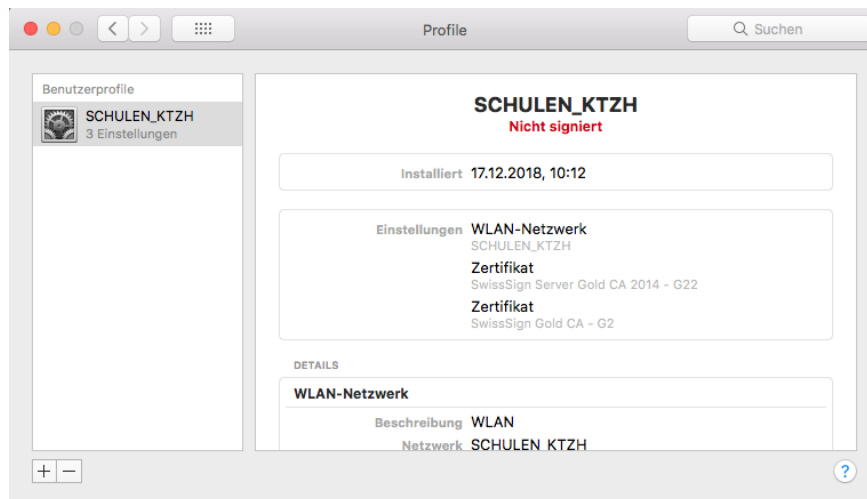 Profile
Suchen
Benutzerprofile
SCHULEN_KTZH
3 Einstellungen
SCHULEN_KTZH
Nicht signiert
Installiert 17.12.2018, 10:12
Einstellungen WLAN-Netzwerk
SCHULEN_KTZH
Zertifikat
SwissSign Server Gold CA 2014 - G22
Zertifikat
SwissSign Gold CA - G2
DETAILS
WLAN-Netzwerk
Beschreibung WLAN
Netzwerk SCHULEN_KTZH
+ −
?